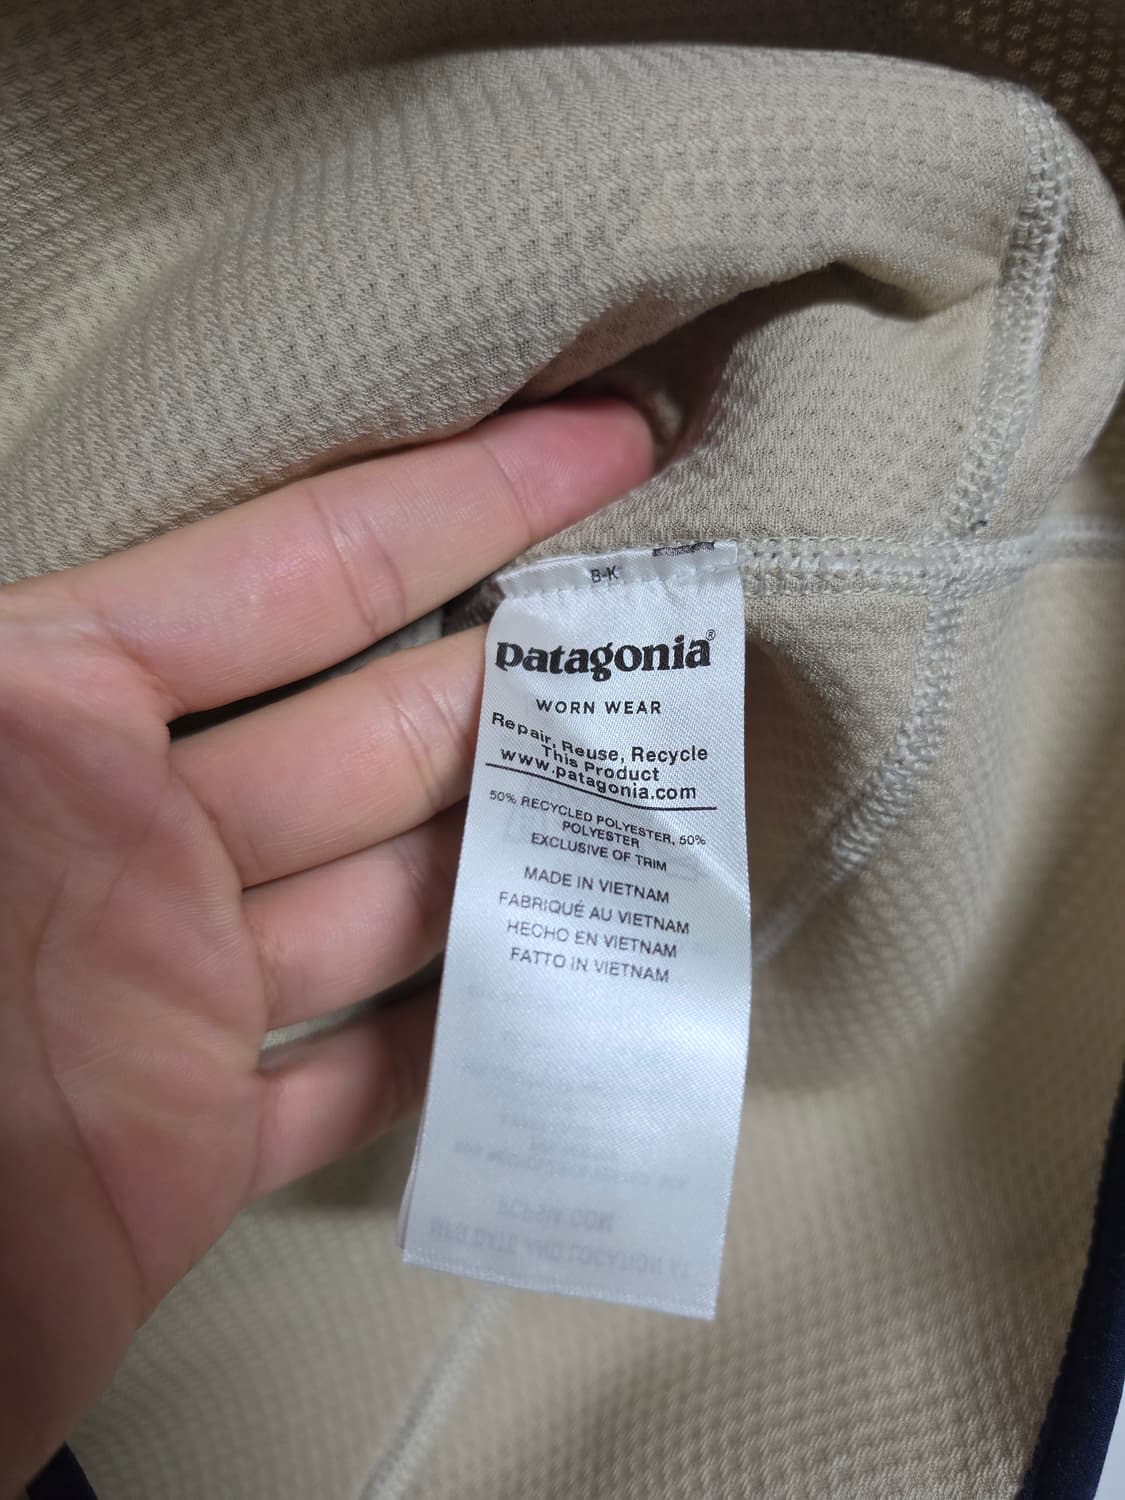 B-K
patagonia®
WORN WEAR
Repair, Reuse, Recycle
This Product
www.patagonia.com
50% RECYCLED POLYESTER, 50%
POLYESTER
EXCLUSIVE OF TRIM
MADE IN VIETNAM
FABRIQUÉ AU VIETNAM
HECHO EN VIETNAM
FATTO IN VIETNAM